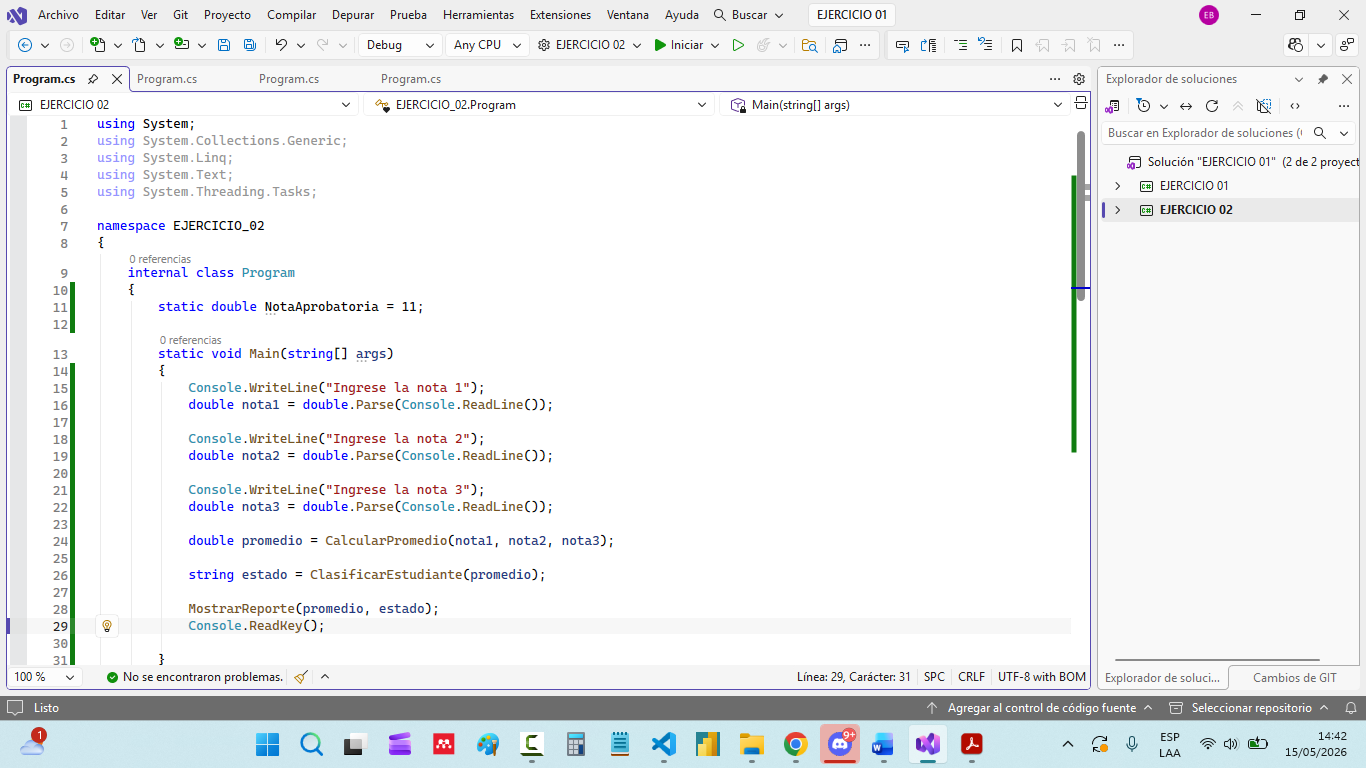 Archivo Editar Ver Git Proyecto Compilar Depurar Prueba Herramientas Extensiones Ventana Ayuda Buscar EJERCICIO 01 EB
Debug Any CPU EJERCICIO 02 Iniciar
Program.cs Program.cs Program.cs Program.cs
EJERCICIO 02 EJERCICIO_02.Program Main(string[] args)
1 using System;
2 using System.Collections.Generic;
3 using System.Linq;
4 using System.Text;
5 using System.Threading.Tasks;
6
7 namespace EJERCICIO_02
8 {
0 referencias
9 internal class Program
10 {
11 static double NotaAprobatoria = 11;
12
0 referencias
13 static void Main(string[] args)
14 {
15 Console.WriteLine("Ingrese la nota 1");
16 double nota1 = double.Parse(Console.ReadLine());
17
18 Console.WriteLine("Ingrese la nota 2");
19 double nota2 = double.Parse(Console.ReadLine());
20
21 Console.WriteLine("Ingrese la nota 3");
22 double nota3 = double.Parse(Console.ReadLine());
23
24 double promedio = CalcularPromedio(nota1, nota2, nota3);
25
26 string estado = ClasificarEstudiante(promedio);
27
28 MostrarReporte(promedio, estado);
29 Console.ReadKey();
30
31 }
100 % No se encontraron problemas. Línea: 29, Carácter: 31 SPC CRLF UTF-8 with BOM
Explorador de soluciones
Buscar en Explorador de soluciones (
Solución "EJERCICIO 01" (2 de 2 proyect
EJERCICIO 01
EJERCICIO 02
Explorador de soluci... Cambios de GIT
Listo Agregar al control de código fuente Seleccionar repositorio
1 9+ ESP LAA 14:42 15/05/2026